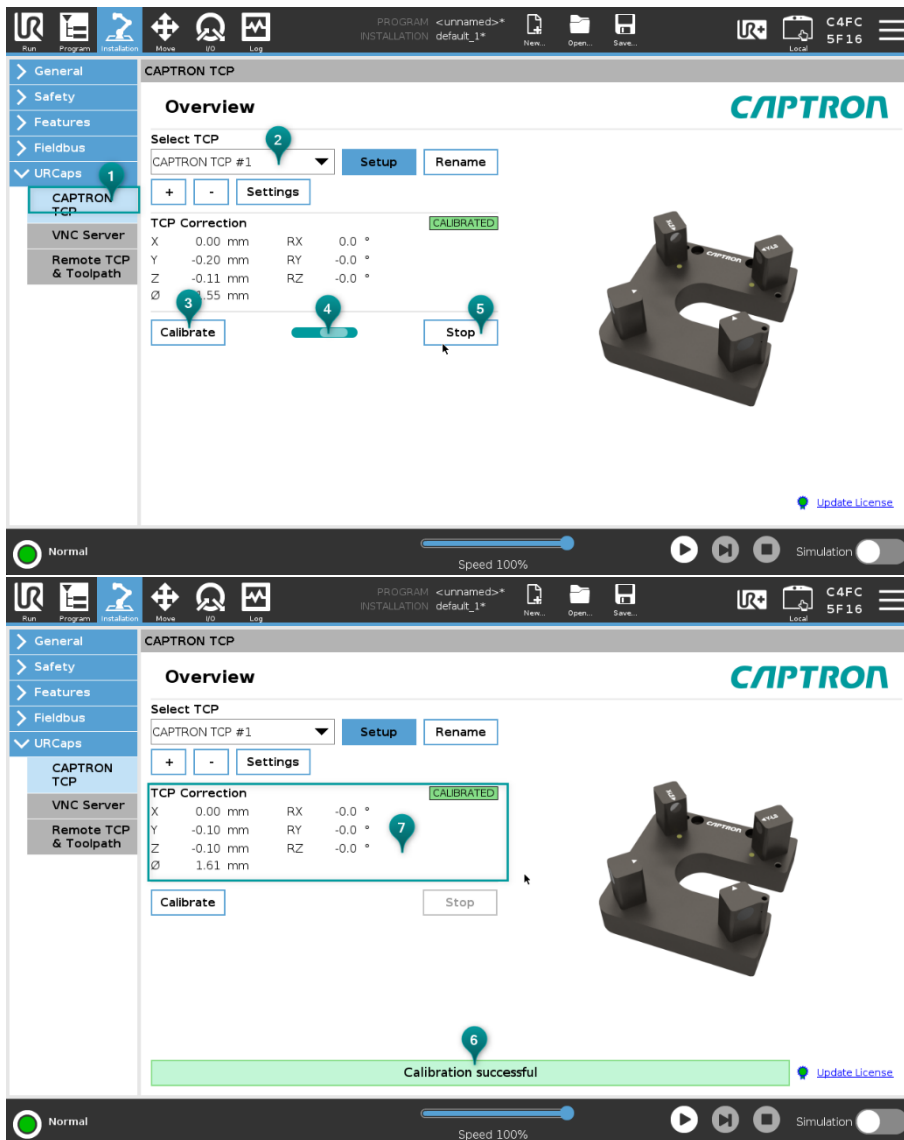 PROGRAM <unnamed>*
INSTALLATION default_1*
Run Program Installation Move I/O Log New... Open... Save... UR+ Local C4FC
5F16
General
Safety
Features
Fieldbus
URCaps
1
CAPTRON
TCP
VNC Server
Remote TCP
& Toolpath
CAPTRON TCP
Overview
CAPTRON
Select TCP
2
CAPTRON TCP #1 Setup Rename
+ - Settings
TCP Correction CALIBRATED
X 0.00 mm RX 0.0 °
Y -0.20 mm RY -0.0 °
Z -0.11 mm RZ -0.0 °
Ø .55 mm
3 4 5
Calibrate Stop
CAPTRON
Update License
Normal Speed 100% Simulation
PROGRAM <unnamed>*
INSTALLATION default_1*
Run Program Installation Move I/O Log New... Open... Save... UR+ Local C4FC
5F16
General
Safety
Features
Fieldbus
URCaps
CAPTRON
TCP
VNC Server
Remote TCP
& Toolpath
CAPTRON TCP
Overview
CAPTRON
Select TCP
CAPTRON TCP #1 Setup Rename
+ - Settings
TCP Correction CALIBRATED
X 0.00 mm RX -0.0 °
Y -0.10 mm RY -0.0 °
7
Z -0.10 mm RZ -0.0 °
Ø 1.61 mm
Calibrate Stop
CAPTRON
6
Calibration successful
Update License
Normal Speed 100% Simulation